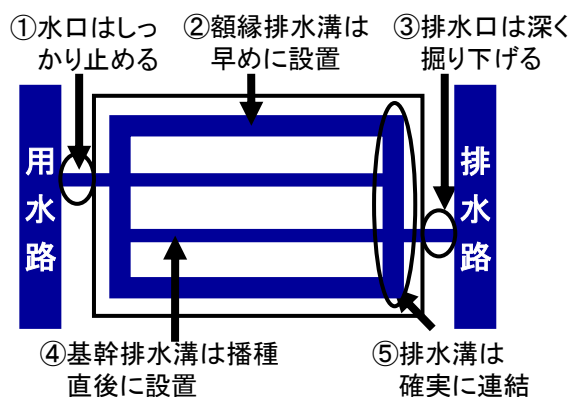 ①水口はしっ
かり止める
②額縁排水溝は
早めに設置
③排水口は深く
掘り下げる
用水路
排水路
④基幹排水溝は播種
直後に設置
⑤排水溝は
確実に連結